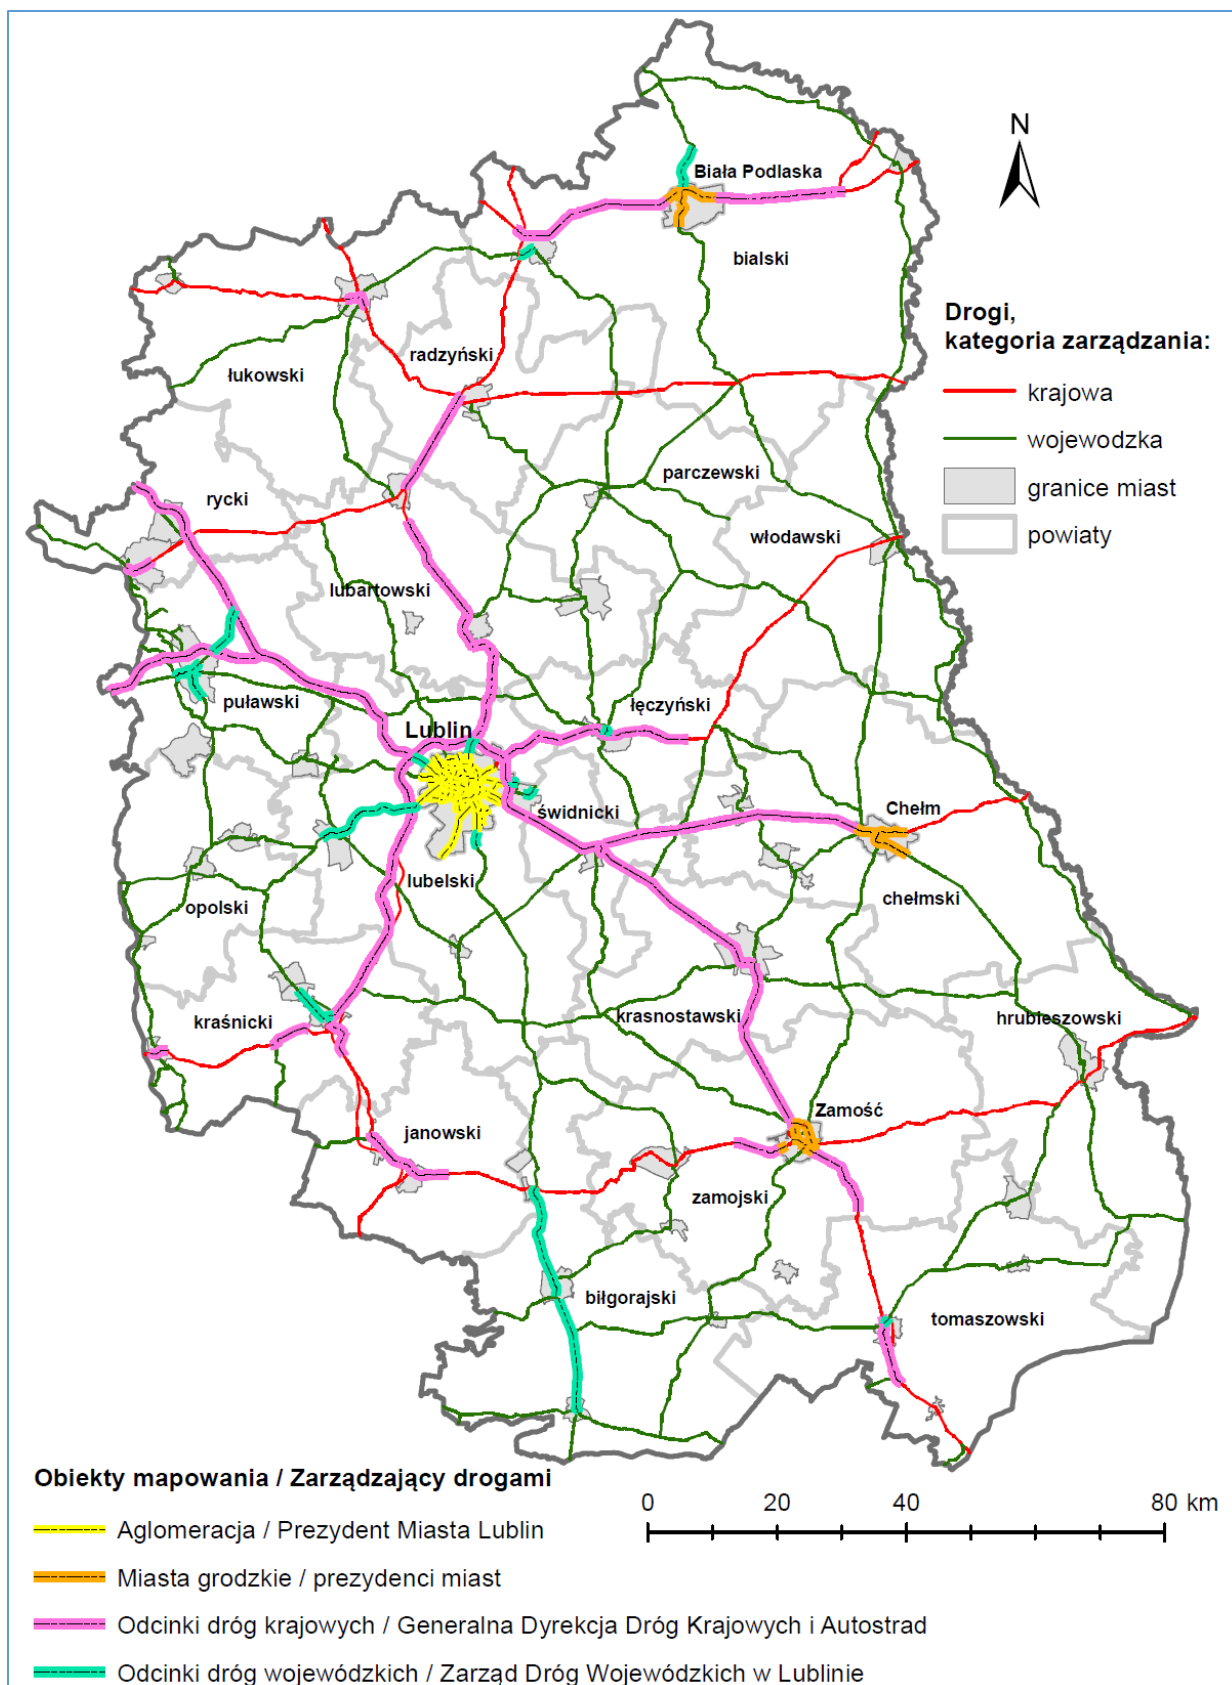 N
Biała Podlaska
bialski
Drogi,
kategoria zarządzania:
radzyński
łukowski
krajowa
wojewodzka
parczewski
granice miast
rycki
włodawski
powiaty
lubartowski
puławski
łęczyński
Lublin
świdnicki
Chełm
lubelski
chełmski
opolski
kraśnicki
krasnostawski
hrubieszowski
Zamość
janowski
zamojski
biłgorajski
tomaszowski
Obiekty mapowania / Zarządzający drogami
0 20 40 80 km
Aglomeracja / Prezydent Miasta Lublin
Miasta grodzkie / prezydenci miast
Odcinki dróg krajowych / Generalna Dyrekcja Dróg Krajowych i Autostrad
Odcinki dróg wojewódzkich / Zarząd Dróg Wojewódzkich w Lublinie